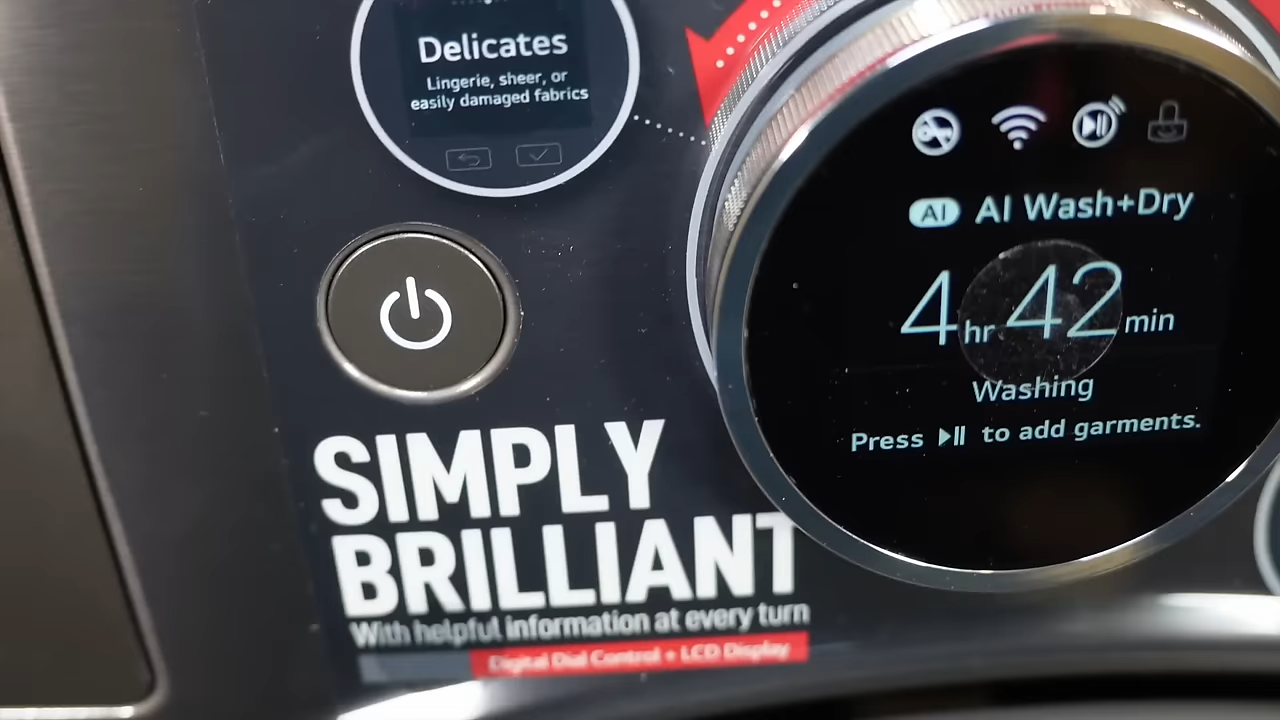 Delicates
Lingerie, sheer, or
easily damaged fabrics
AI AI Wash+Dry
4 hr 42 min
Washing
Press to add garments.
SIMPLY
BRILLIANT
With helpful information at every turn
Digital Dial Control + LCD Display